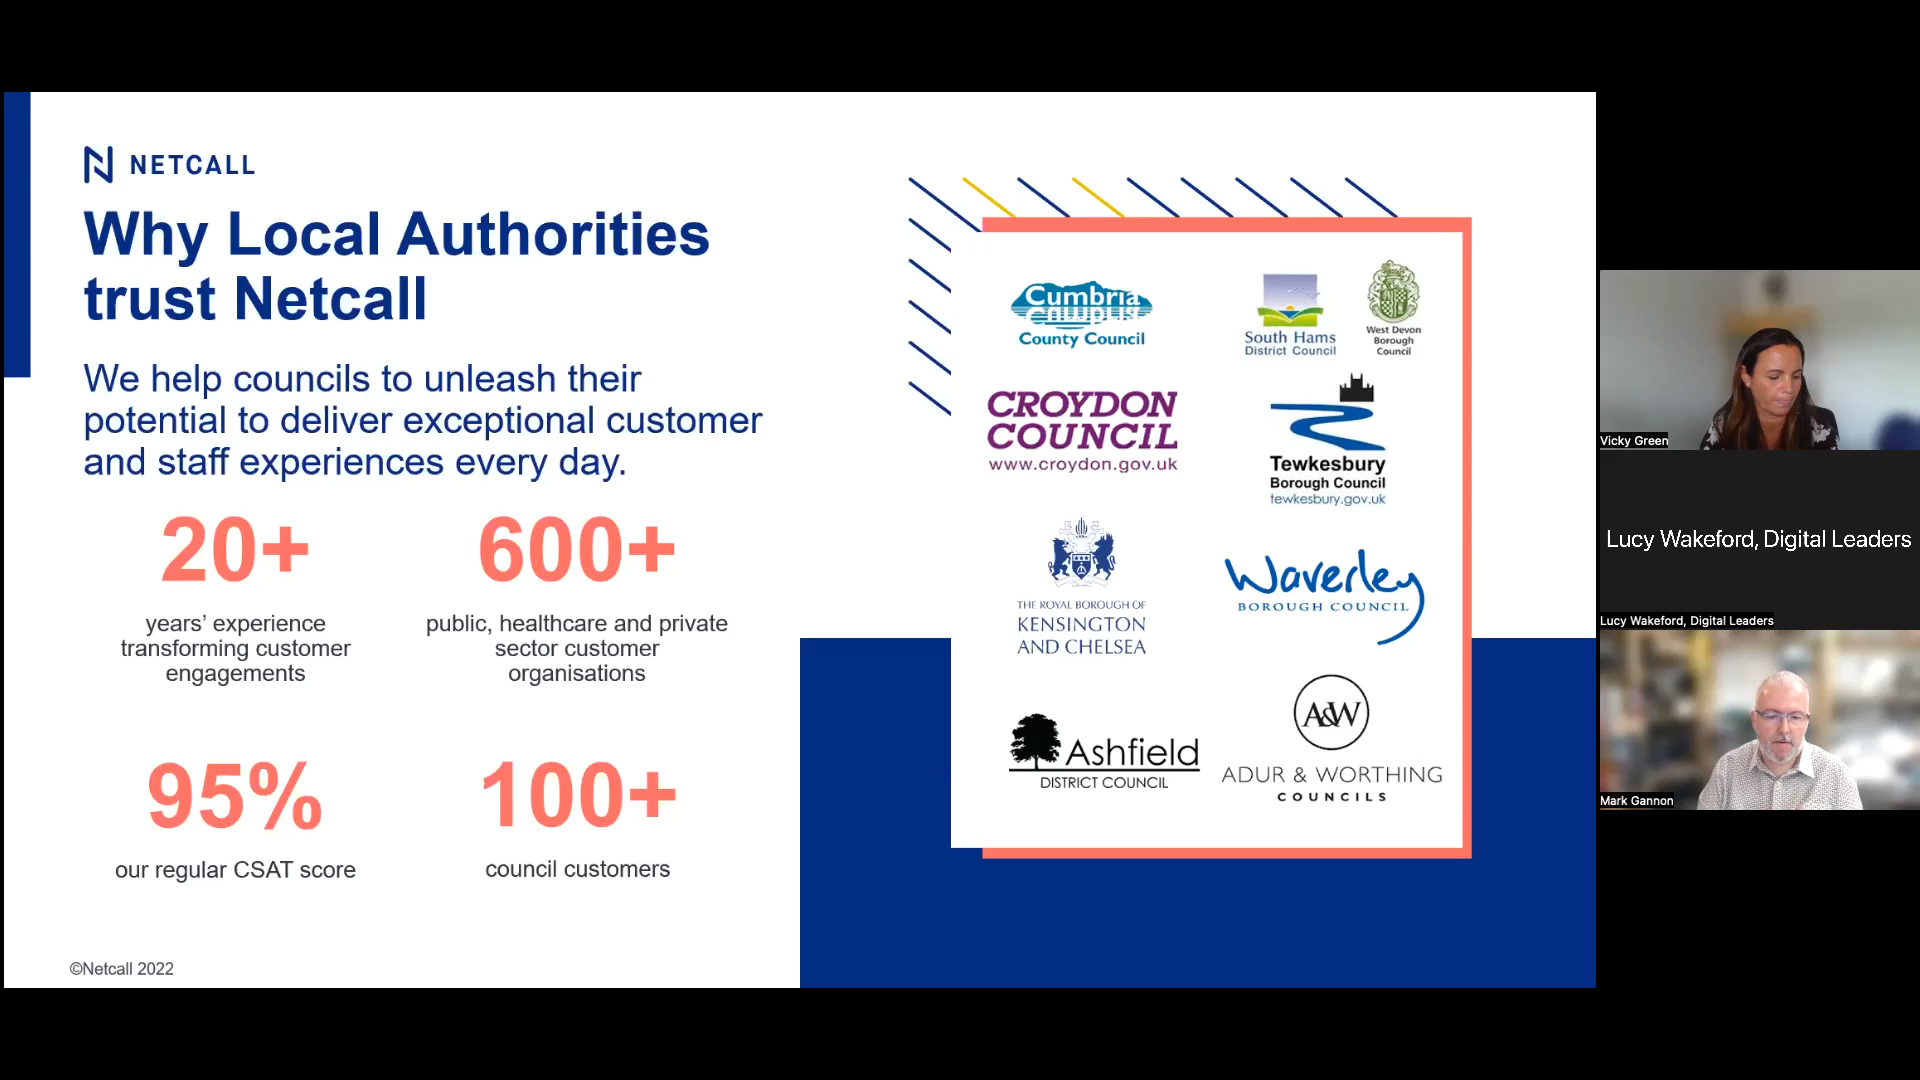 NETCALL
Why Local Authorities
trust Netcall
We help councils to unleash their
potential to deliver exceptional customer
and staff experiences every day.
20+
years’ experience
transforming customer
engagements
600+
public, healthcare and private
sector customer
organisations
95%
our regular CSAT score
100+
council customers
©Netcall 2022
Cumbria
County Council
South Hams
District Council
West Devon
Borough
Council
CROYDON
COUNCIL
www.croydon.gov.uk
Tewkesbury
Borough Council
tewkesbury.gov.uk
THE ROYAL BOROUGH OF
KENSINGTON
AND CHELSEA
Waverley
BOROUGH COUNCIL
Ashfield
DISTRICT COUNCIL
A&W
ADUR & WORTHING
COUNCILS
Vicky Green
Lucy Wakeford, Digital Leaders
Lucy Wakeford, Digital Leaders
Mark Gannon